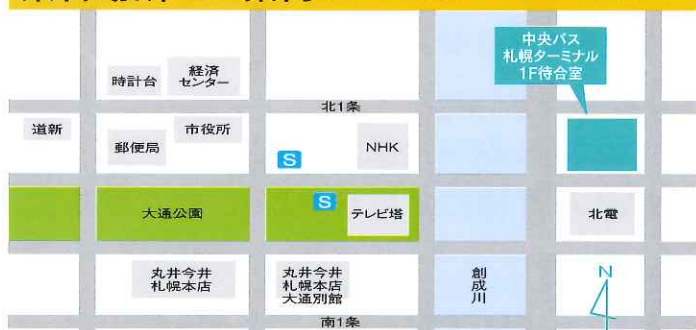 中央バス
札幌ターミナル
1F待合室
時計台
経済
センター
北1条
道新
郵便局
市役所
S
NHK
大通公園
S
テレビ塔
北電
丸井今井
札幌本店
丸井今井
札幌本店
大通別館
創成川
N
南1条